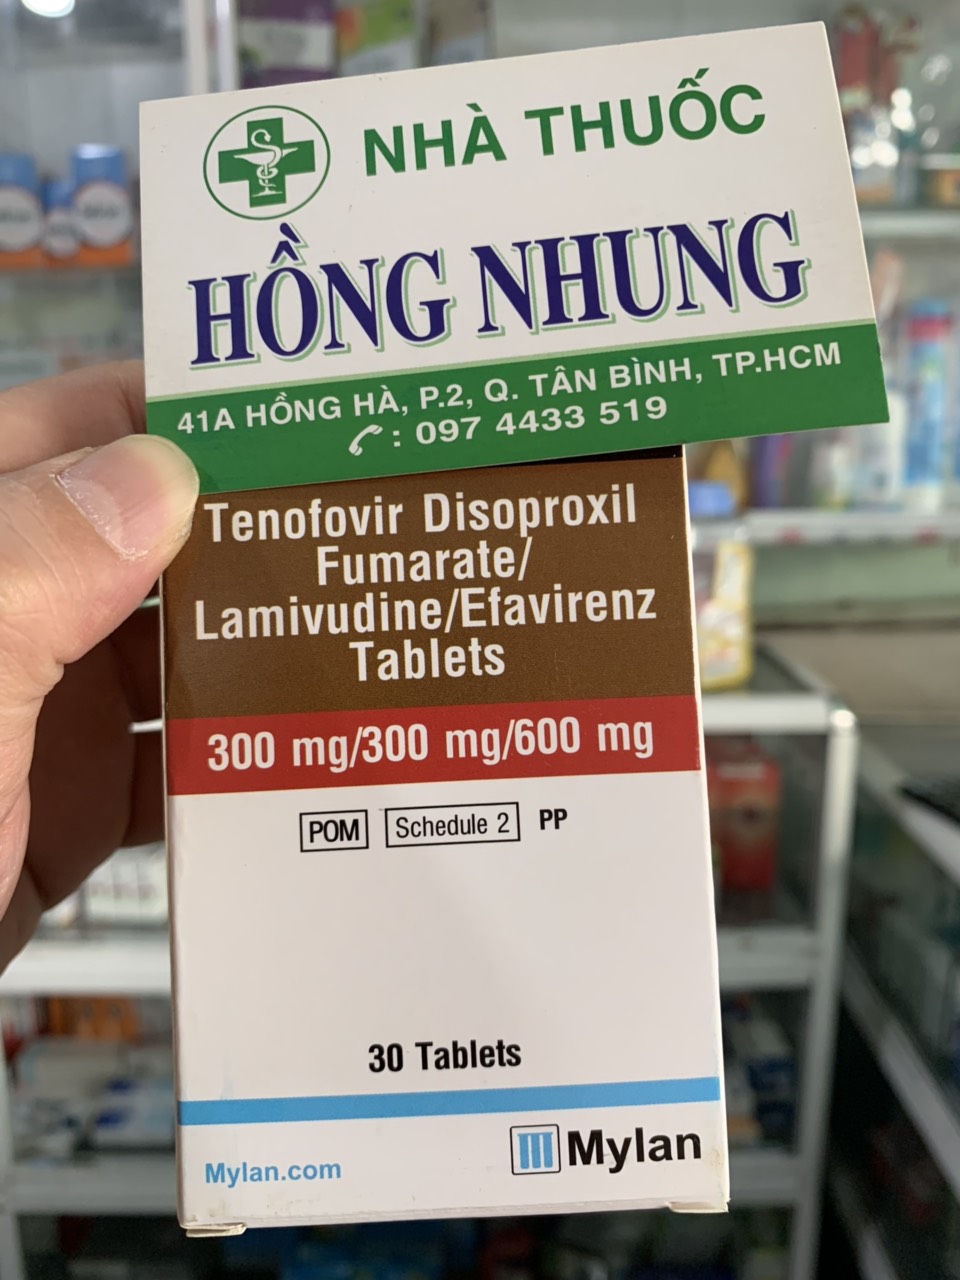 NHÀ THUỐC
HỒNG NHUNG
41A HỒNG HÀ, P.2, Q. TÂN BÌNH, TP.HCM
: 097 4433 519
Tenofovir Disoproxil
Fumarate/
Lamivudine/Efavirenz
Tablets
300 mg/300 mg/600 mg
POM Schedule 2 PP
30 Tablets
Mylan.com
Mylan